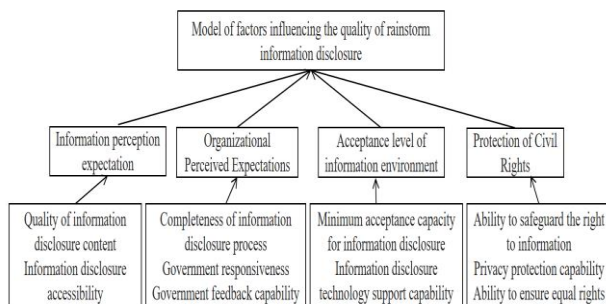 Model of factors influencing the quality of rainstorm
information disclosure
Information perception
expectation
Organizational
Perceived Expectations
Acceptance level of
information environment
Protection of Civil
Rights
Quality of information
disclosure content
Information disclosure
accessibility
Completeness of information
disclosure process
Government responsiveness
Government feedback capability
Minimum acceptance capacity
for information disclosure
Information disclosure
technology support capability
Ability to safeguard the right
to information
Privacy protection capability
Ability to ensure equal rights